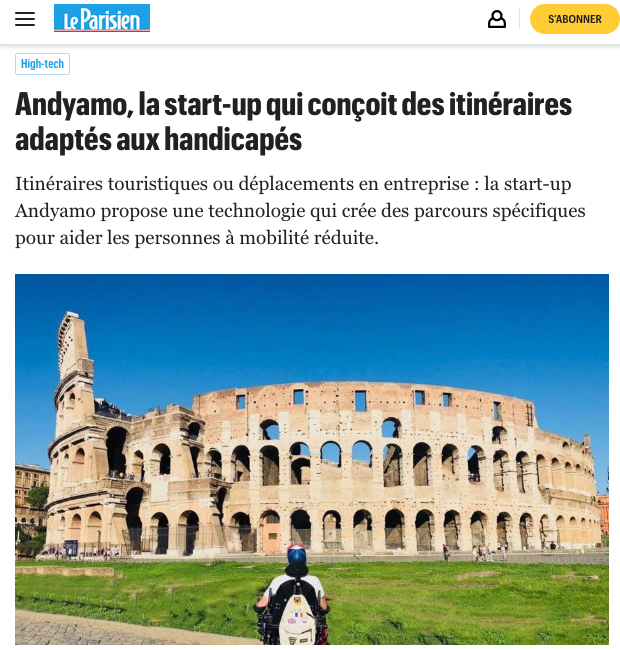 Le Parisien
S'ABONNER
High-tech
Andyamo, la start-up qui conçoit des itinéraires
adaptés aux handicapés
Itinéraires touristiques ou déplacements en entreprise : la start-up
Andyamo propose une technologie qui crée des parcours spécifiques
pour aider les personnes à mobilité réduite.